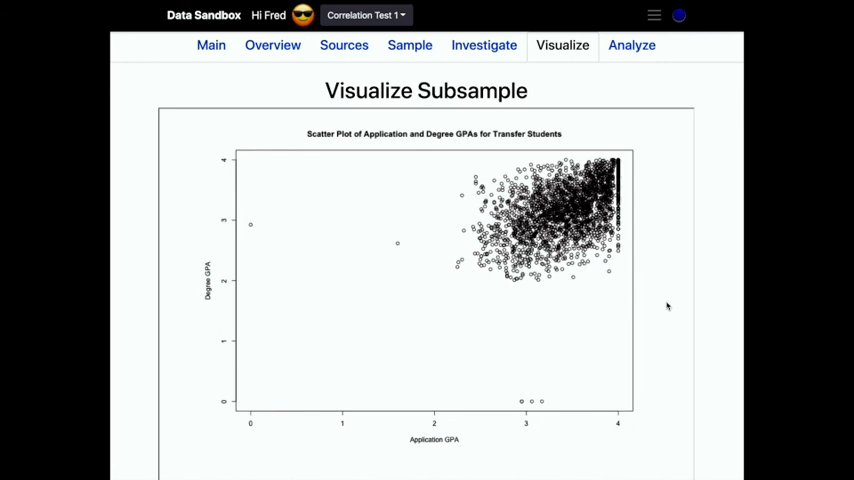 Data Sandbox Hi Fred Correlation Test 1
Main Overview Sources Sample Investigate Visualize Analyze
Visualize Subsample
Scatter Plot of Application and Degree GPAs for Transfer Students
4
3
2
1
0
Degree GPA
0 1 2 3 4
Application GPA